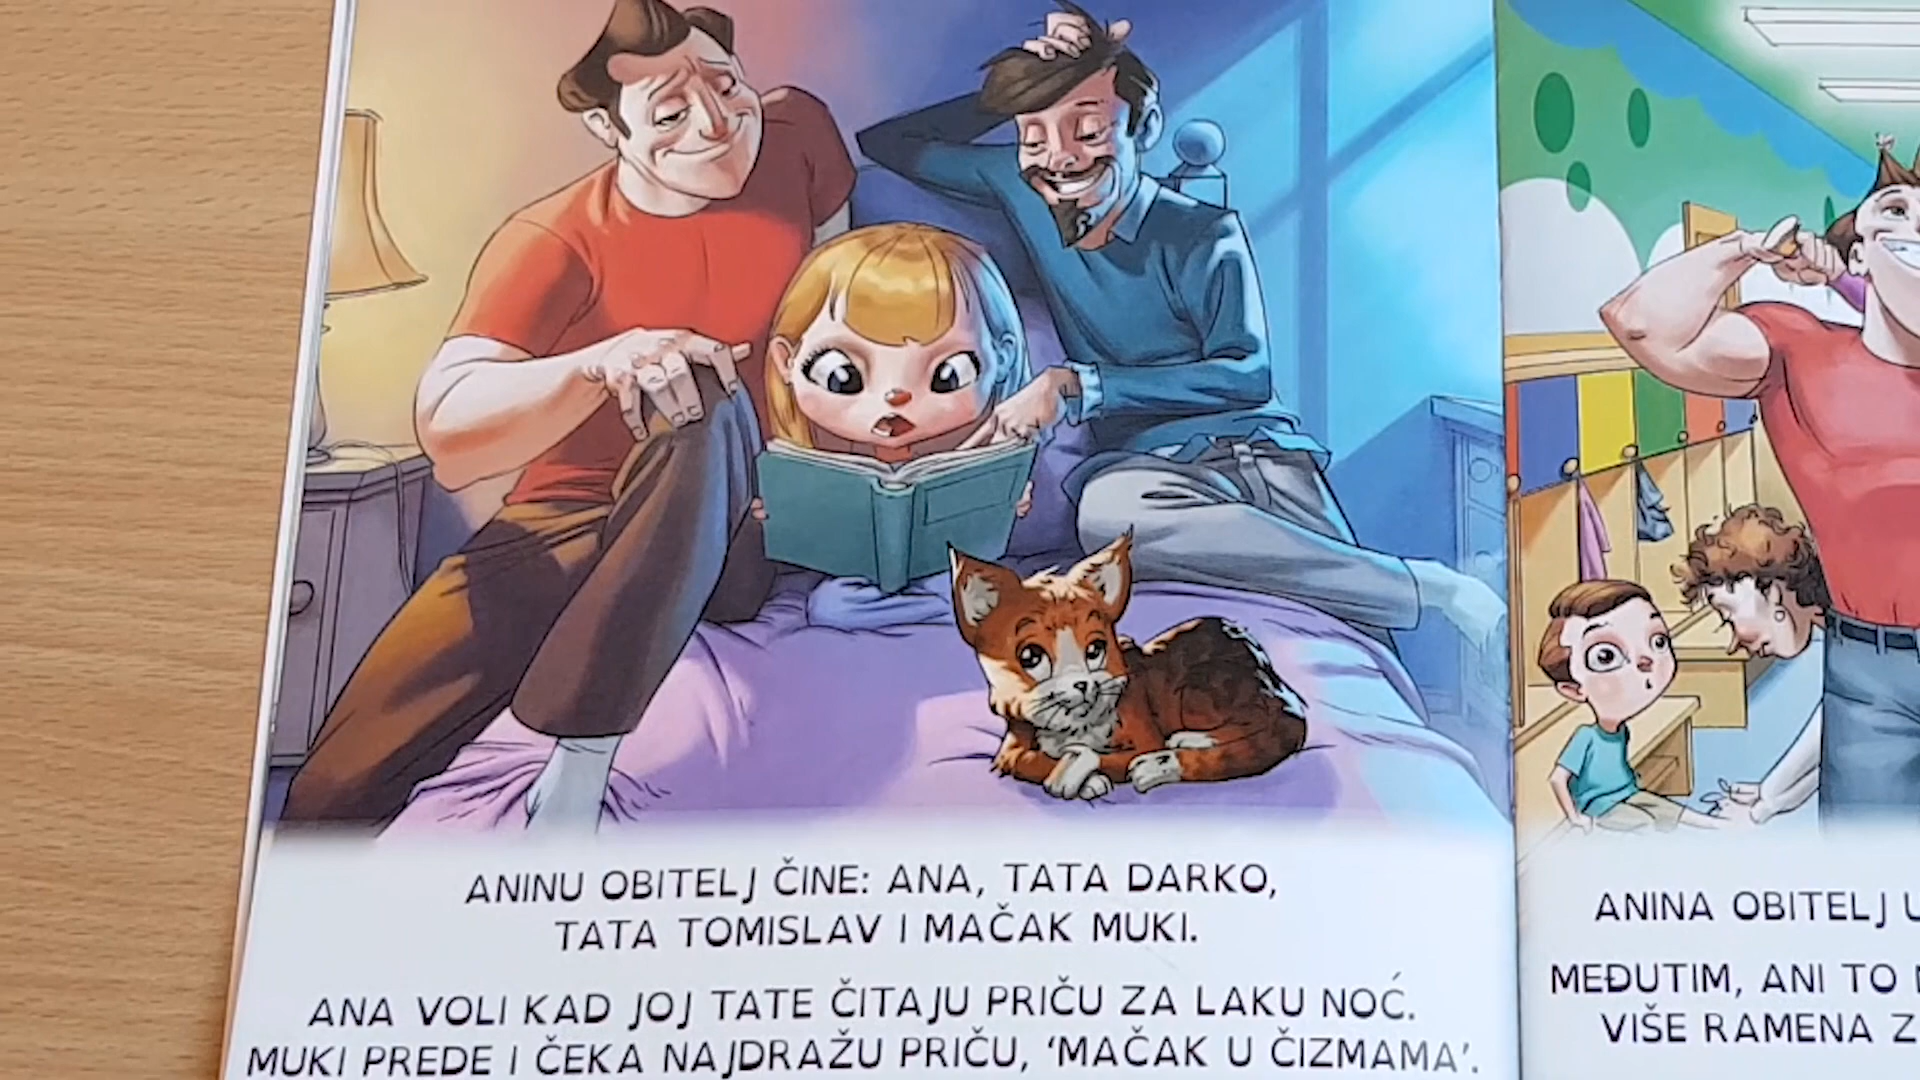 ANINU OBITELJ ČINE: ANA, TATA DARKO,
TATA TOMISLAV I MAČAK MUKI.
ANA VOLI KAD JOJ TATE ČITAJU PRIČU ZA LAKU NOĆ.
MUKI PREDE I ČEKA NAJDRAŽU PRIČU, ‘MAČAK U ČIZMAMA’.
ANINA OBITELJ
MEĐUTIM, ANI TO
VIŠE RAMENA